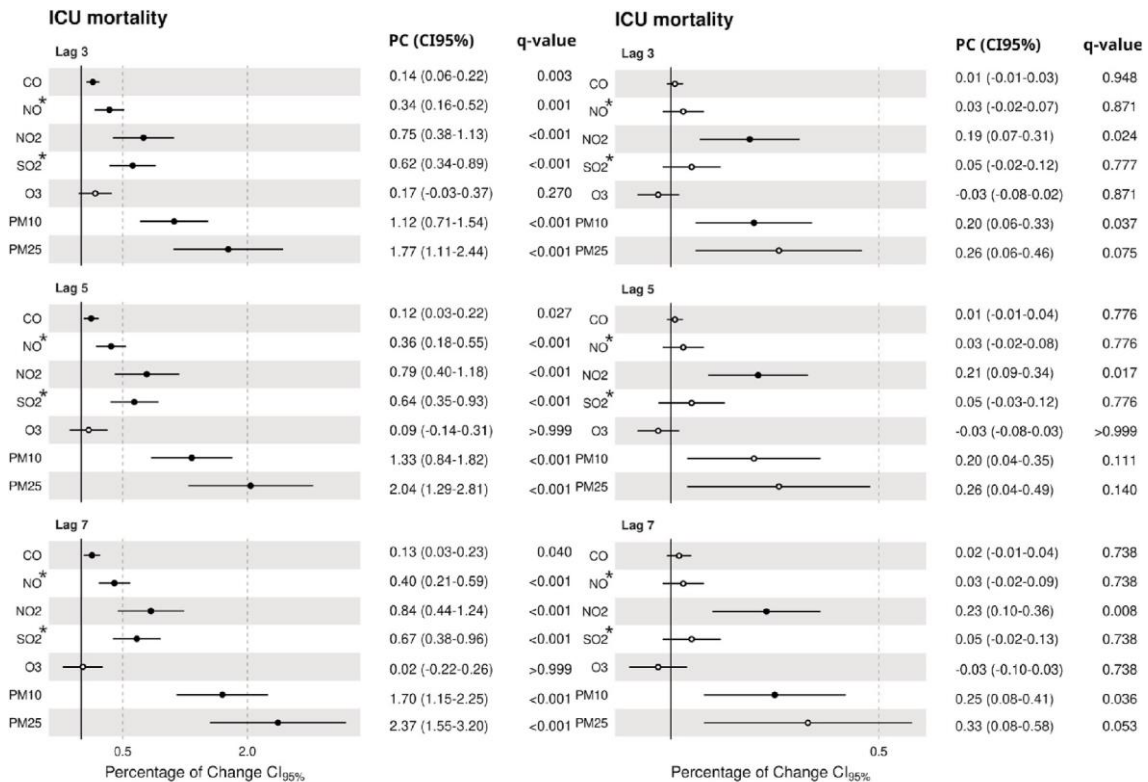 ICU mortality
PC (CI95%) q-value
Lag 3
CO 0.14 (0.06-0.22) 0.003
NO* 0.34 (0.16-0.52) 0.001
NO2 0.75 (0.38-1.13) <0.001
SO2* 0.62 (0.34-0.89) <0.001
O3 0.17 (-0.03-0.37) 0.270
PM10 1.12 (0.71-1.54) <0.001
PM25 1.77 (1.11-2.44) <0.001
Lag 5
CO 0.12 (0.03-0.22) 0.027
NO* 0.36 (0.18-0.55) <0.001
NO2 0.79 (0.40-1.18) <0.001
SO2* 0.64 (0.35-0.93) <0.001
O3 0.09 (-0.14-0.31) >0.999
PM10 1.33 (0.84-1.82) <0.001
PM25 2.04 (1.29-2.81) <0.001
Lag 7
CO 0.13 (0.03-0.23) 0.040
NO* 0.40 (0.21-0.59) <0.001
NO2 0.84 (0.44-1.24) <0.001
SO2* 0.67 (0.38-0.96) <0.001
O3 0.02 (-0.22-0.26) >0.999
PM10 1.70 (1.15-2.25) <0.001
PM25 2.37 (1.55-3.20) <0.001
0.5 2.0
Percentage of Change CI95%
ICU mortality
PC (CI95%) q-value
Lag 3
CO 0.01 (-0.01-0.03) 0.948
NO* 0.03 (-0.02-0.07) 0.871
NO2 0.19 (0.07-0.31) 0.024
SO2* 0.05 (-0.02-0.12) 0.777
O3 -0.03 (-0.08-0.02) 0.871
PM10 0.20 (0.06-0.33) 0.037
PM25 0.26 (0.06-0.46) 0.075
Lag 5
CO 0.01 (-0.01-0.04) 0.776
NO* 0.03 (-0.02-0.08) 0.776
NO2 0.21 (0.09-0.34) 0.017
SO2* 0.05 (-0.03-0.12) 0.776
O3 -0.03 (-0.08-0.03) >0.999
PM10 0.20 (0.04-0.35) 0.111
PM25 0.26 (0.04-0.49) 0.140
Lag 7
CO 0.02 (-0.01-0.04) 0.738
NO* 0.03 (-0.02-0.09) 0.738
NO2 0.23 (0.10-0.36) 0.008
SO2* 0.05 (-0.02-0.13) 0.738
O3 -0.03 (-0.10-0.03) 0.738
PM10 0.25 (0.08-0.41) 0.036
PM25 0.33 (0.08-0.58) 0.053
0.5
Percentage of Change CI95%